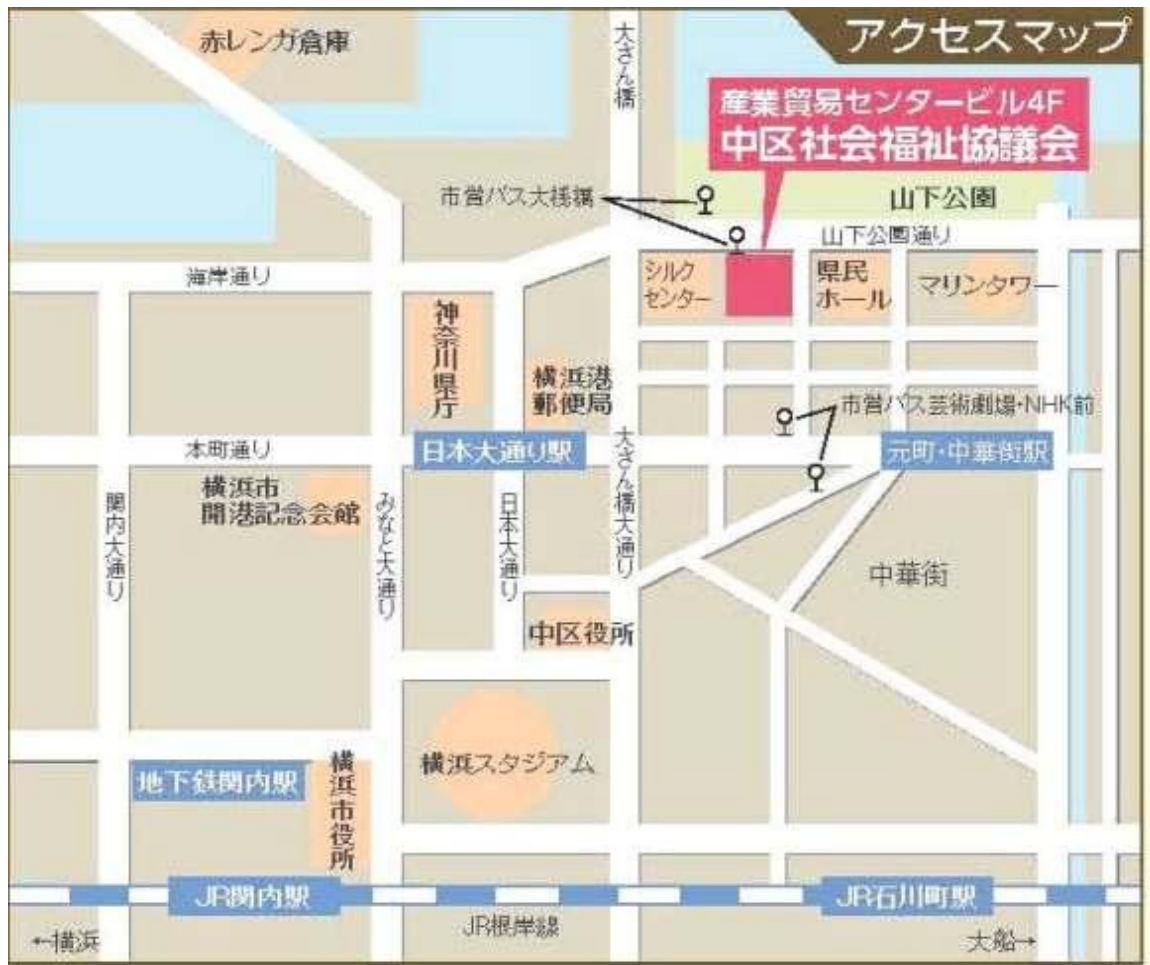 アクセスマップ
赤レンガ倉庫
大さん橋
産業貿易センタービル4F
中区社会福祉協議会
市営バス大桟橋
山下公園
山下公園通り
海岸通り
シルク
センター
県民
ホール
マリンタワー
神奈川県庁
横浜港
郵便局
市営バス芸術劇場・NHK前
本町通り
日本大通り駅
元町・中華街駅
大さん橋大通り
横浜市
開港記念会館
関内大通り
みなと大通り
日本大通り
中華街
中区役所
横浜スタジアム
地下鉄関内駅
横浜市役所
JR関内駅
JR石川町駅
JR根岸線
←横浜
大船→